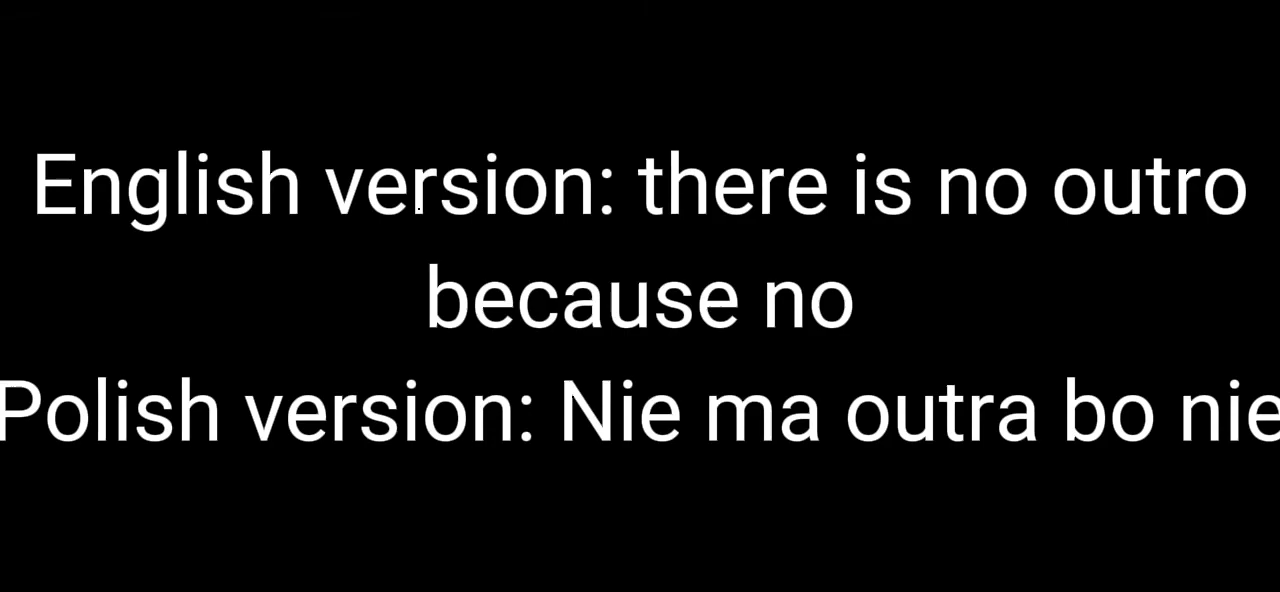 English version: there is no outro
because no
Polish version: Nie ma outra bo nie